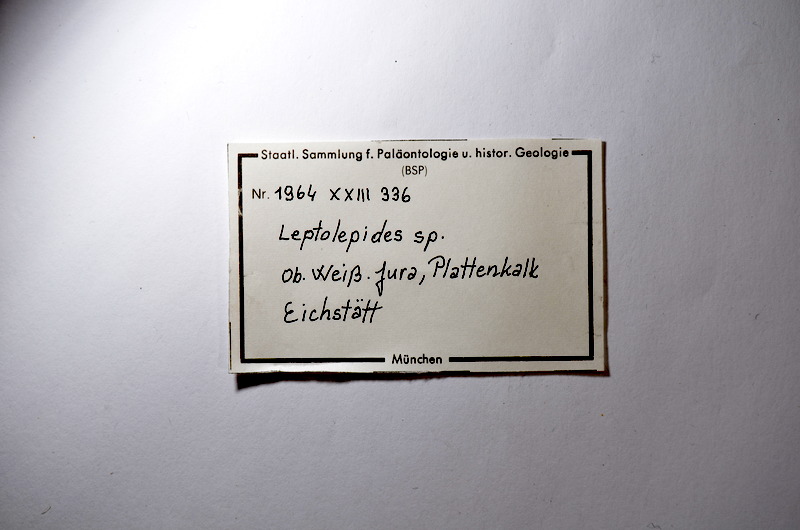 Staatl. Sammlung f. Paläontologie u. histor. Geologie
(BSP)
Nr. 1964 XXIII 336
Leptolepides sp.
ob. Weiß. Jura, Plattenkalk
Eichstätt
München